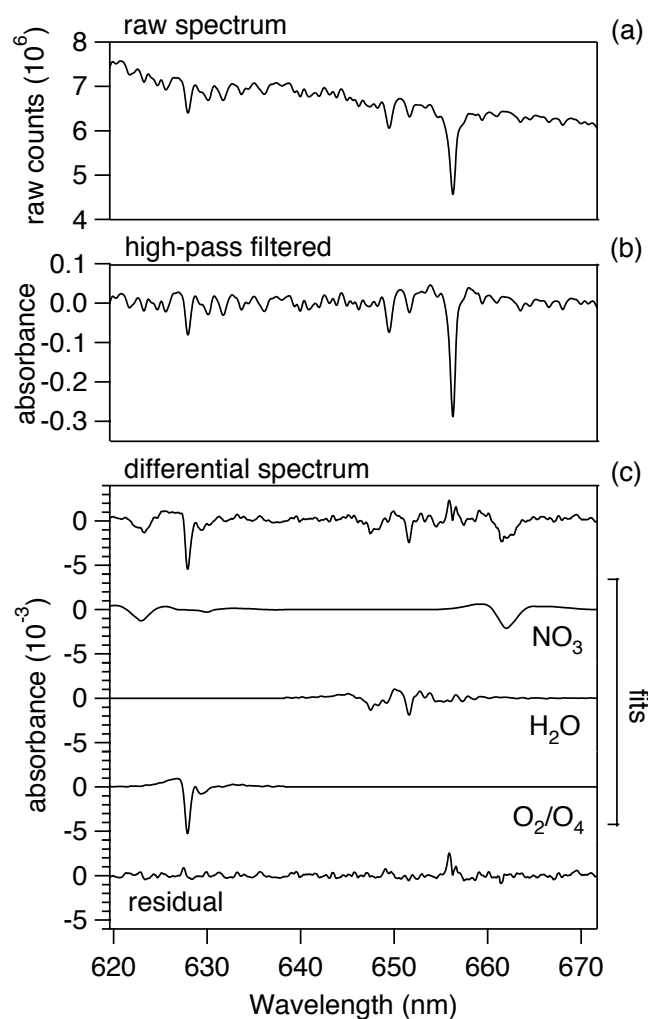 raw spectrum
(a)
8
7
6
5
4
raw counts (10⁶)
high-pass filtered
(b)
0.1
0.0
-0.1
-0.2
-0.3
absorbance
differential spectrum
(c)
0
-5
0
-5
NO₃
0
-5
H₂O
0
-5
O₂/O₄
0
-5
residual
absorbance (10⁻³)
fits
620 630 640 650 660 670
Wavelength (nm)